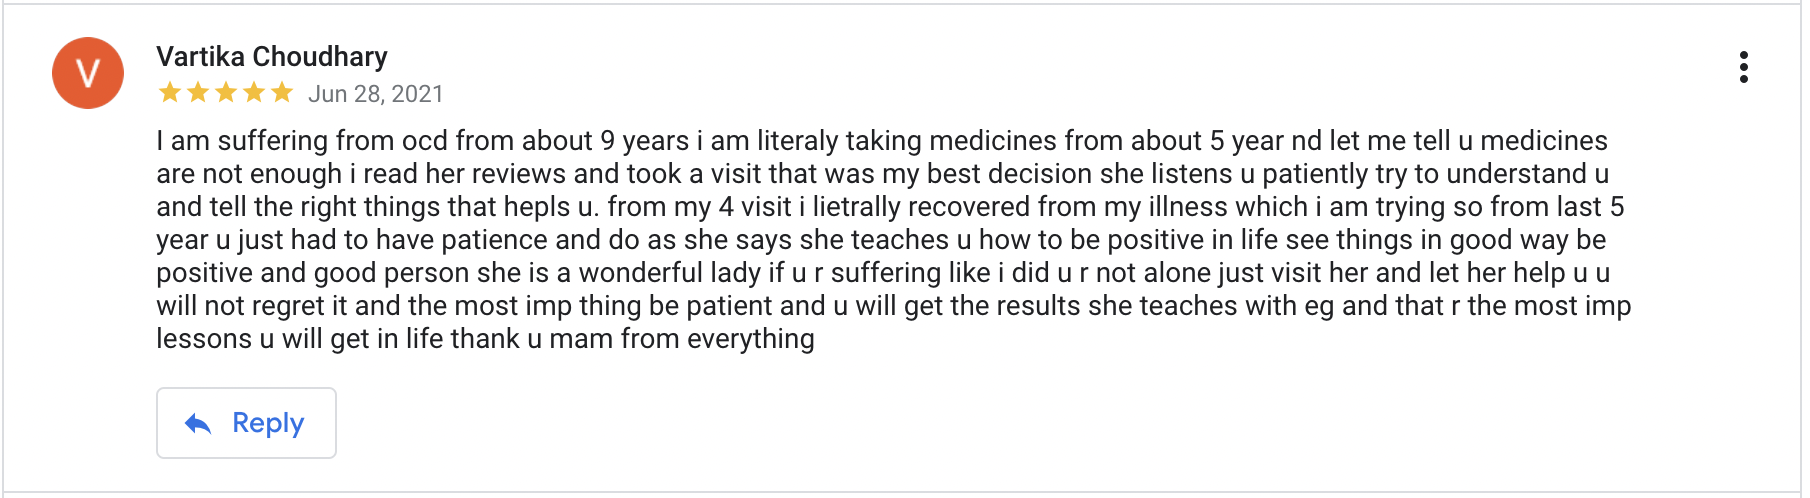 V
Vartika Choudhary
Jun 28, 2021
I am suffering from ocd from about 9 years i am literaly taking medicines from about 5 year nd let me tell u medicines
are not enough i read her reviews and took a visit that was my best decision she listens u patiently try to understand u
and tell the right things that hepls u. from my 4 visit i lietrally recovered from my illness which i am trying so from last 5
year u just had to have patience and do as she says she teaches u how to be positive in life see things in good way be
positive and good person she is a wonderful lady if u r suffering like i did u r not alone just visit her and let her help u u
will not regret it and the most imp thing be patient and u will get the results she teaches with eg and that r the most imp
lessons u will get in life thank u mam from everything
Reply